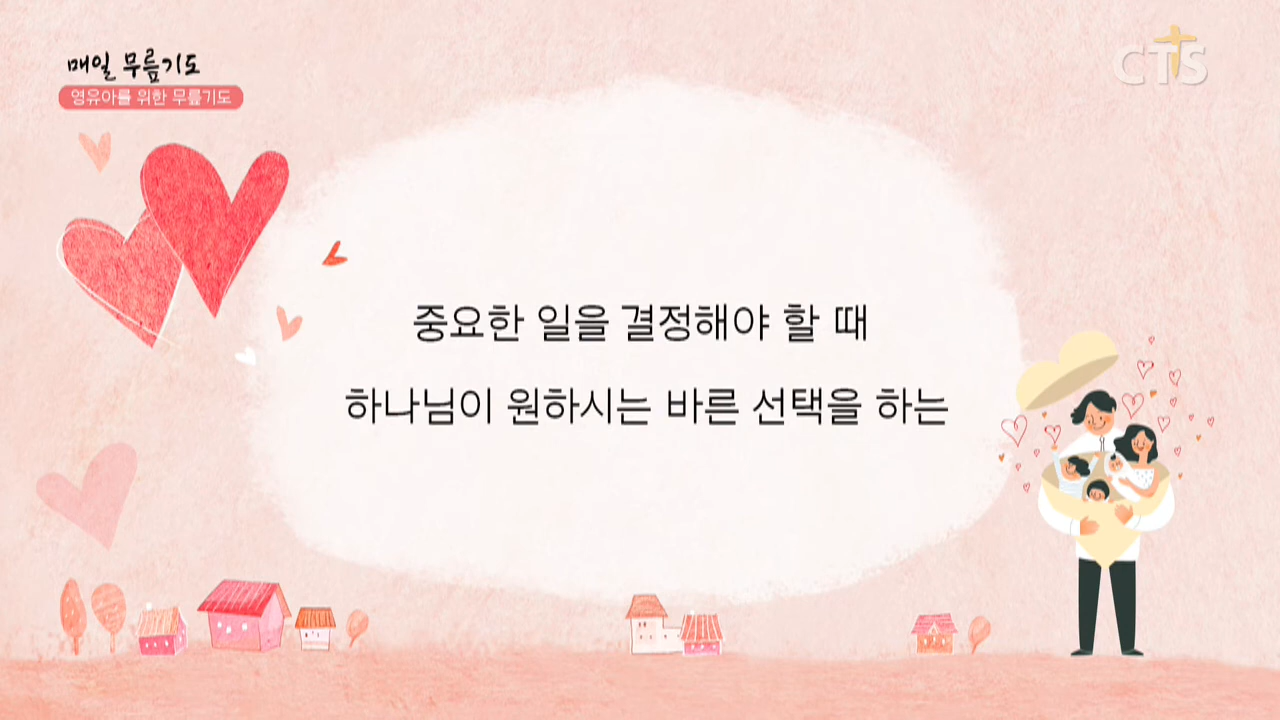 매일 무릎기도
영유아를 위한 무릎기도
CTS
중요한 일을 결정해야 할 때
하나님이 원하시는 바른 선택을 하는